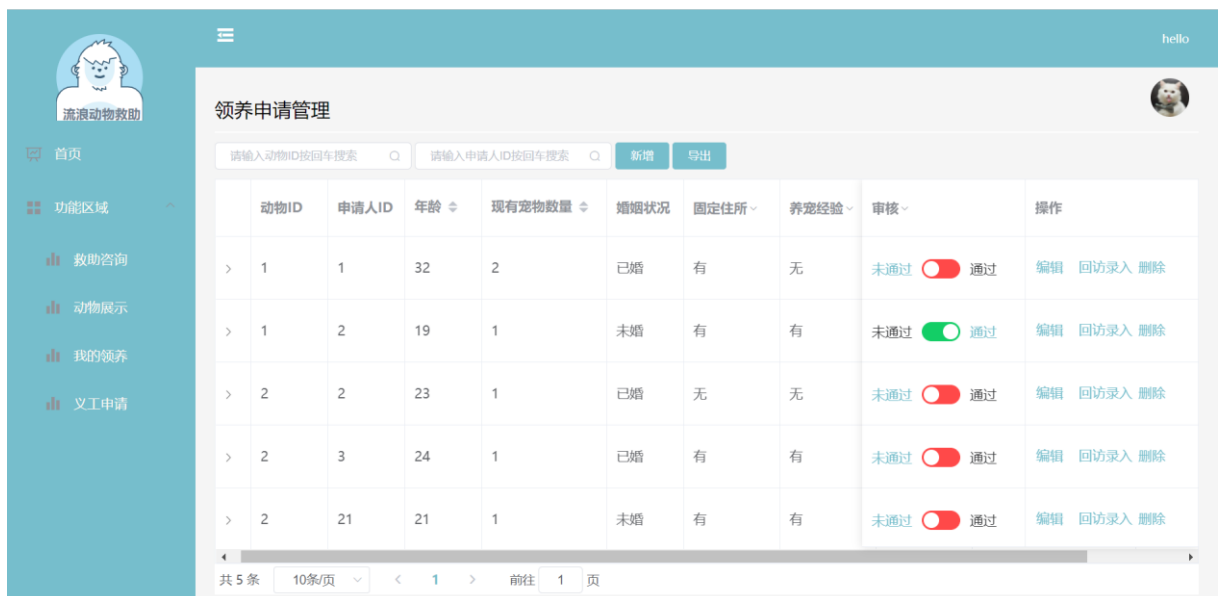 hello
流浪动物救助
首页
功能区域
救助咨询
动物展示
我的领养
义工申请
领养申请管理
请输入动物ID按回车搜索 请输入申请人ID按回车搜索 新增 导出
动物ID 申请人ID 年龄 现有宠物数量 婚姻状况 固定住所 养宠经验 审核 操作
1 1 32 2 已婚 有 无 未通过 通过 编辑 回访录入 删除
1 2 19 1 未婚 有 有 未通过 通过 编辑 回访录入 删除
2 2 23 1 已婚 无 无 未通过 通过 编辑 回访录入 删除
2 3 24 1 已婚 有 有 未通过 通过 编辑 回访录入 删除
2 21 21 1 未婚 有 有 未通过 通过 编辑 回访录入 删除
共 5 条 10条/页 1 前往 1 页